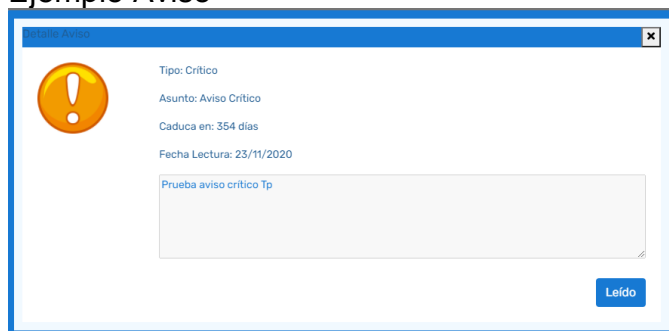 Ejemplo Aviso
Detalle Aviso
Tipo: Crítico
Asunto: Aviso Crítico
Caduca en: 354 días
Fecha Lectura: 23/11/2020
Prueba aviso crítico Tp
Leído